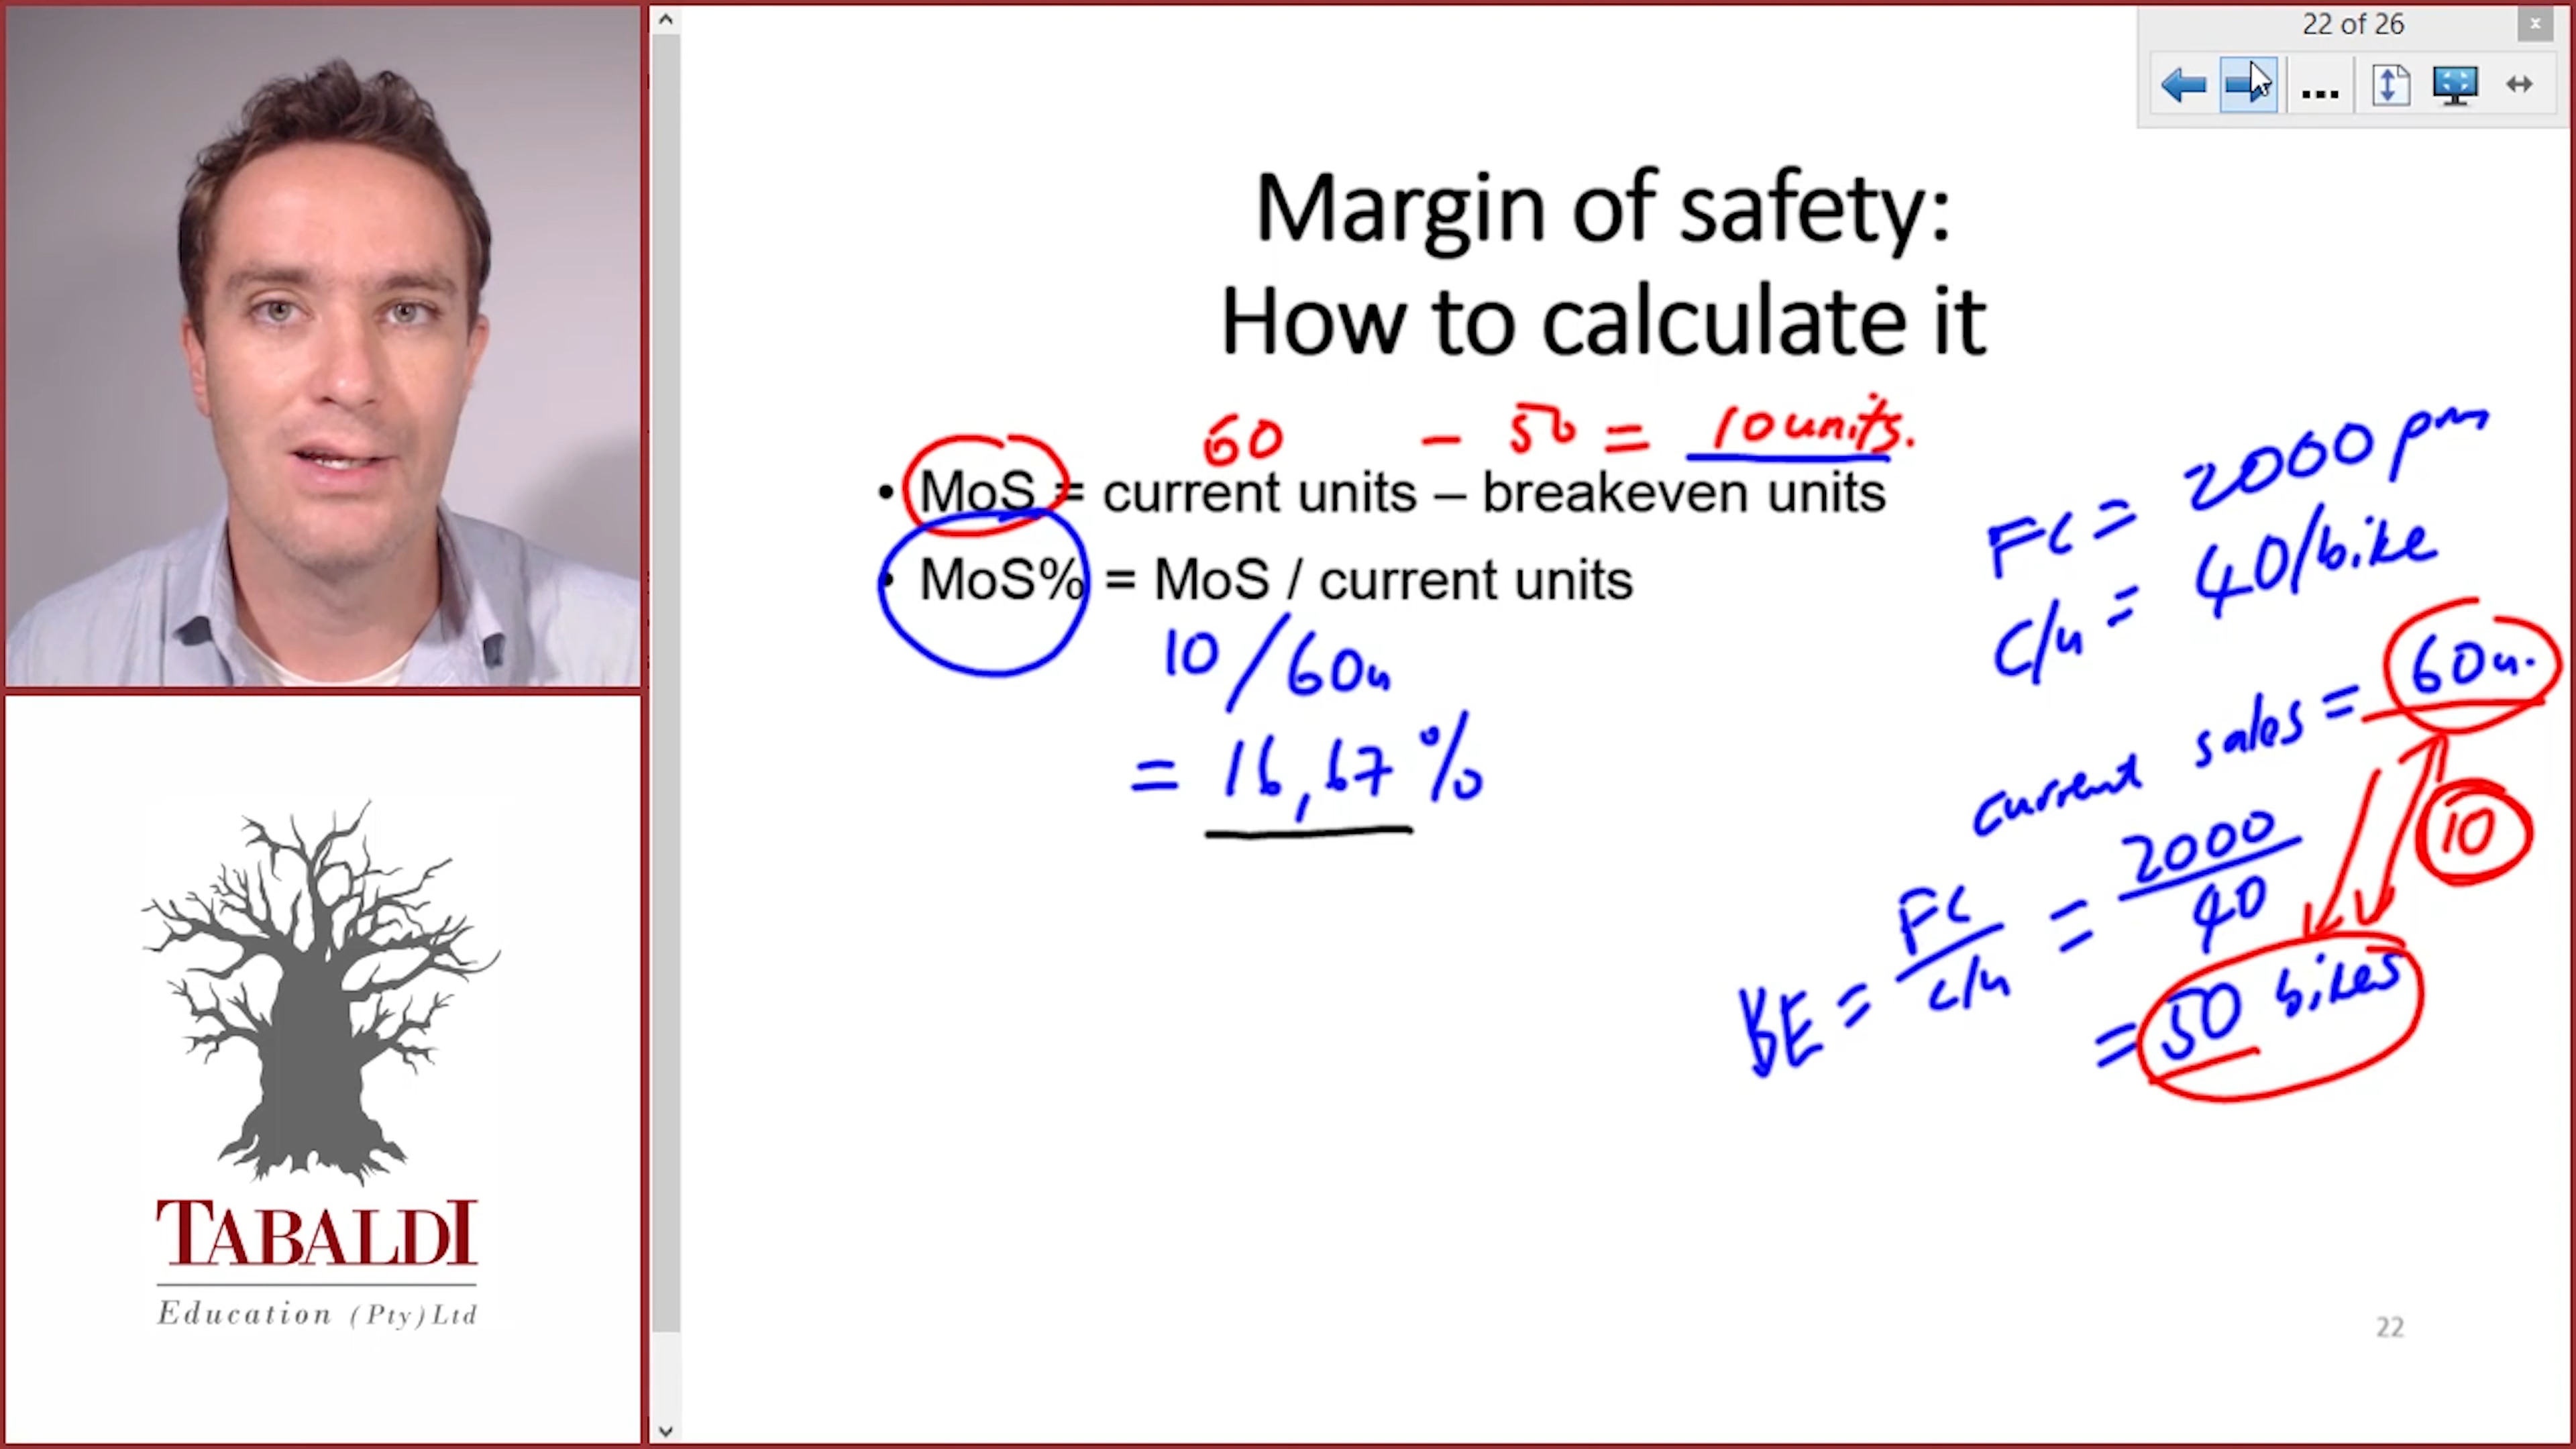 22 of 26
Margin of safety:
How to calculate it
60 - 50 = 10 units.
• MoS = current units – breakeven units
• MoS% = MoS / current units
10/60u
= 16,67 %
FC = 2000 pm
C/u = 40/bike
current sales = 60u.
10
BE = FC/c/u = 2000/40
= 50 bikes
TABALDI
Education (Pty) Ltd
22